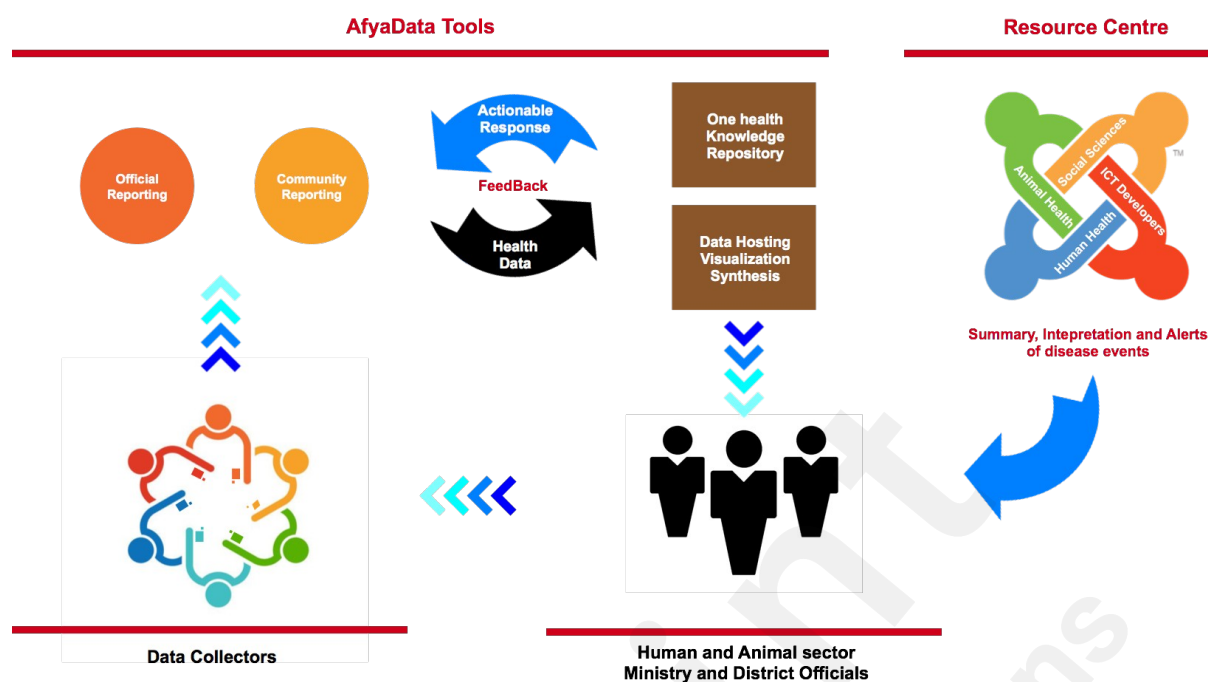 AfyaData Tools
Resource Centre
Official
Reporting
Community
Reporting
Actionable
Response
FeedBack
Health
Data
One health
Knowledge
Repository
Data Hosting
Visualization
Synthesis
Animal Health
Social Sciences
ICT Developers
Human Health
TM
Summary, Intepretation and Alerts
of disease events
Data Collectors
Human and Animal sector
Ministry and District Officials